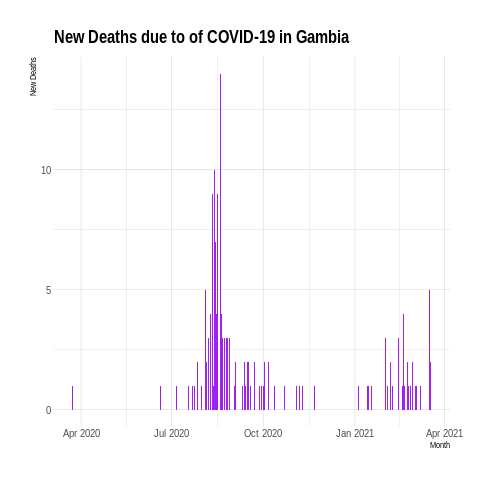 New Deaths due to of COVID-19 in Gambia
New Deaths
10
5
0
Apr 2020
Jul 2020
Oct 2020
Jan 2021
Apr 2021
Month